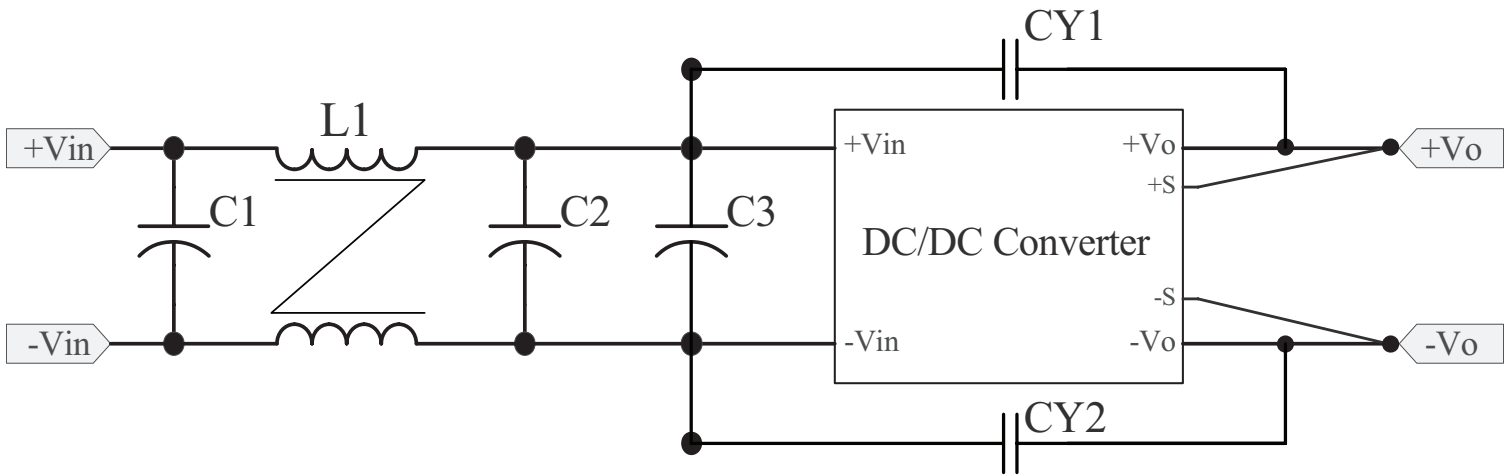 CY1
L1
+Vin
+Vin
+Vo
+Vo
+S
C1
C2
C3
DC/DC Converter
-S
-Vin
-Vin
-Vo
-Vo
CY2